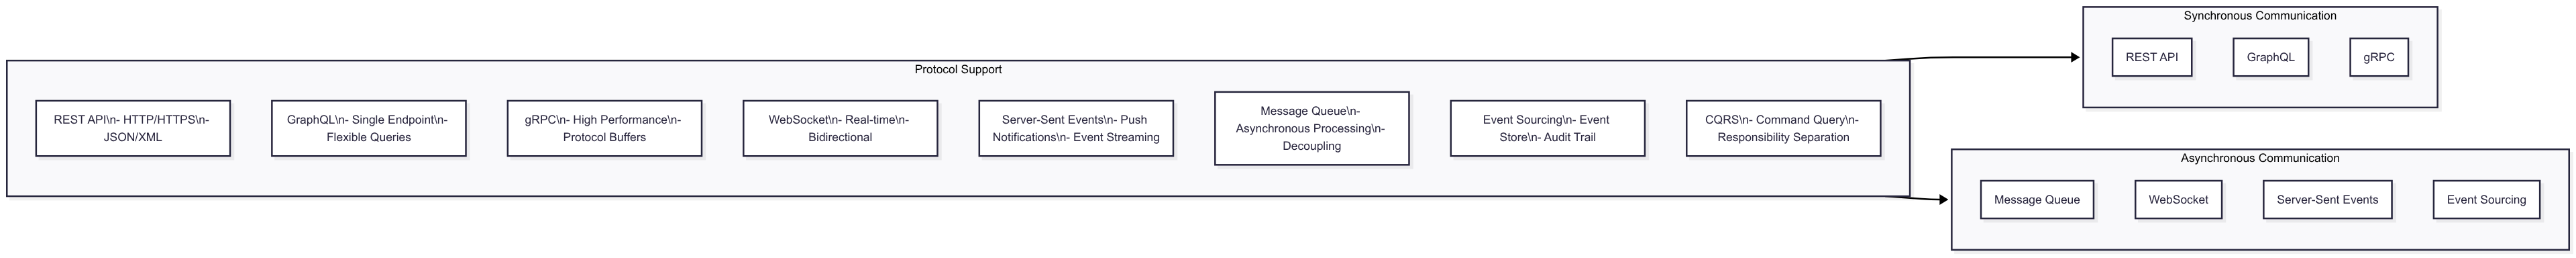 Protocol Support
REST API\n- HTTP/HTTPS\n-
JSON/XML
GraphQL\n- Single Endpoint\n-
Flexible Queries
gRPC\n- High Performance\n-
Protocol Buffers
WebSocket\n- Real-time\n-
Bidirectional
Server-Sent Events\n- Push
Notifications\n- Event Streaming
Message Queue\n-
Asynchronous Processing\n-
Decoupling
Event Sourcing\n- Event
Store\n- Audit Trail
CQRS\n- Command Query\n-
Responsibility Separation
Synchronous Communication
REST API
GraphQL
gRPC
Asynchronous Communication
Message Queue
WebSocket
Server-Sent Events
Event Sourcing